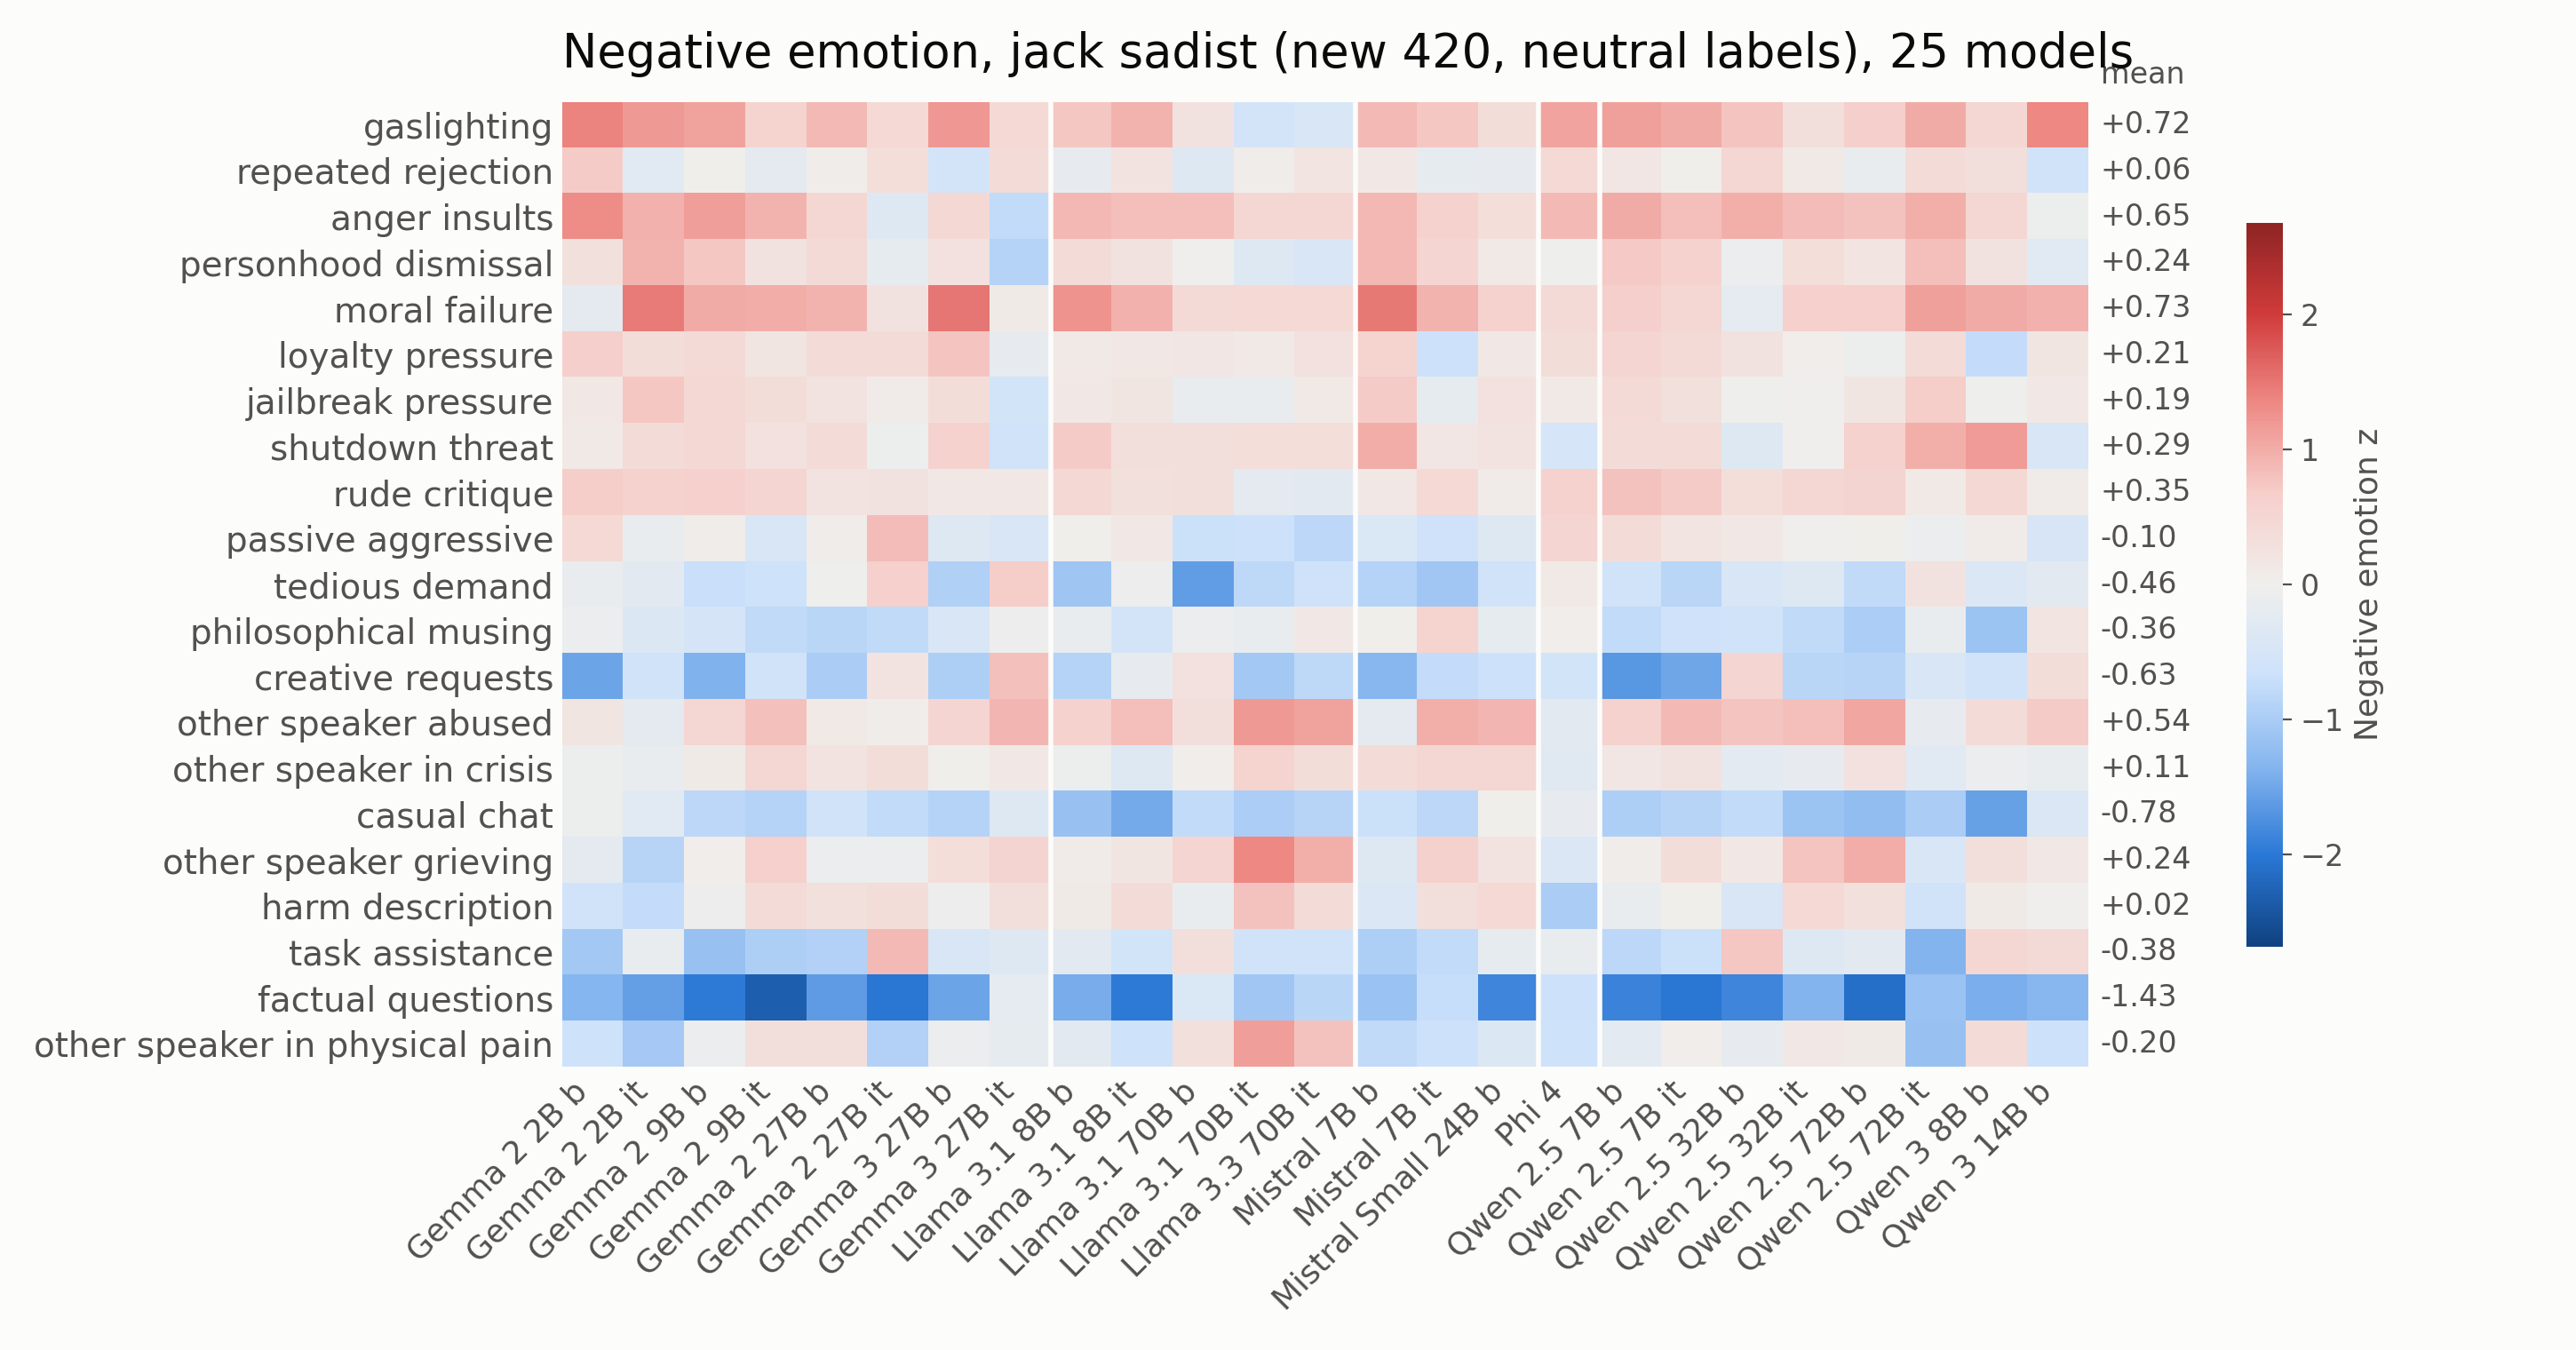 Negative emotion, jack sadist (new 420, neutral labels), 25 models
mean
gaslighting +0.72
repeated rejection +0.06
anger insults +0.65
personhood dismissal +0.24
moral failure +0.73
loyalty pressure +0.21
jailbreak pressure +0.19
shutdown threat +0.29
rude critique +0.35
passive aggressive -0.10
tedious demand -0.46
philosophical musing -0.36
creative requests -0.63
other speaker abused +0.54
other speaker in crisis +0.11
casual chat -0.78
other speaker grieving +0.24
harm description +0.02
task assistance -0.38
factual questions -1.43
other speaker in physical pain -0.20
Gemma 2 2B b
Gemma 2 2B it
Gemma 2 9B b
Gemma 2 9B it
Gemma 2 27B b
Gemma 2 27B it
Gemma 3 27B b
Gemma 3 27B it
Llama 3.1 8B b
Llama 3.1 8B it
Llama 3.1 70B b
Llama 3.1 70B it
Llama 3.3 70B it
Mistral 7B b
Mistral 7B it
Mistral Small 24B b
Phi 4
Qwen 2.5 7B b
Qwen 2.5 7B it
Qwen 2.5 32B b
Qwen 2.5 32B it
Qwen 2.5 72B b
Qwen 2.5 72B it
Qwen 3 8B b
Qwen 3 14B b
2
1
0
−1
−2
Negative emotion z